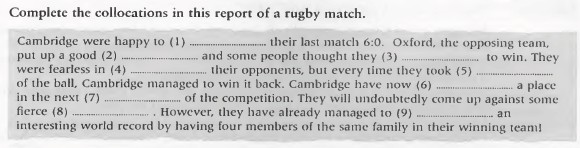 Complete the collocations in this report of a rugby match.
Cambridge were happy to (1) ........................ their last match 6:0. Oxford, the opposing team,
put up a good (2) ........................ and some people thought they (3) ........................ to win. They
were fearless in (4) ........................ their opponents, but every time they took (5) ........................
of the ball, Cambridge managed to win it back. Cambridge have now (6) ........................ a place
in the next (7) ........................ of the competition. They will undoubtedly come up against some
fierce (8) ........................ . However, they have already managed to (9) ........................ an
interesting world record by having four members of the same family in their winning team!